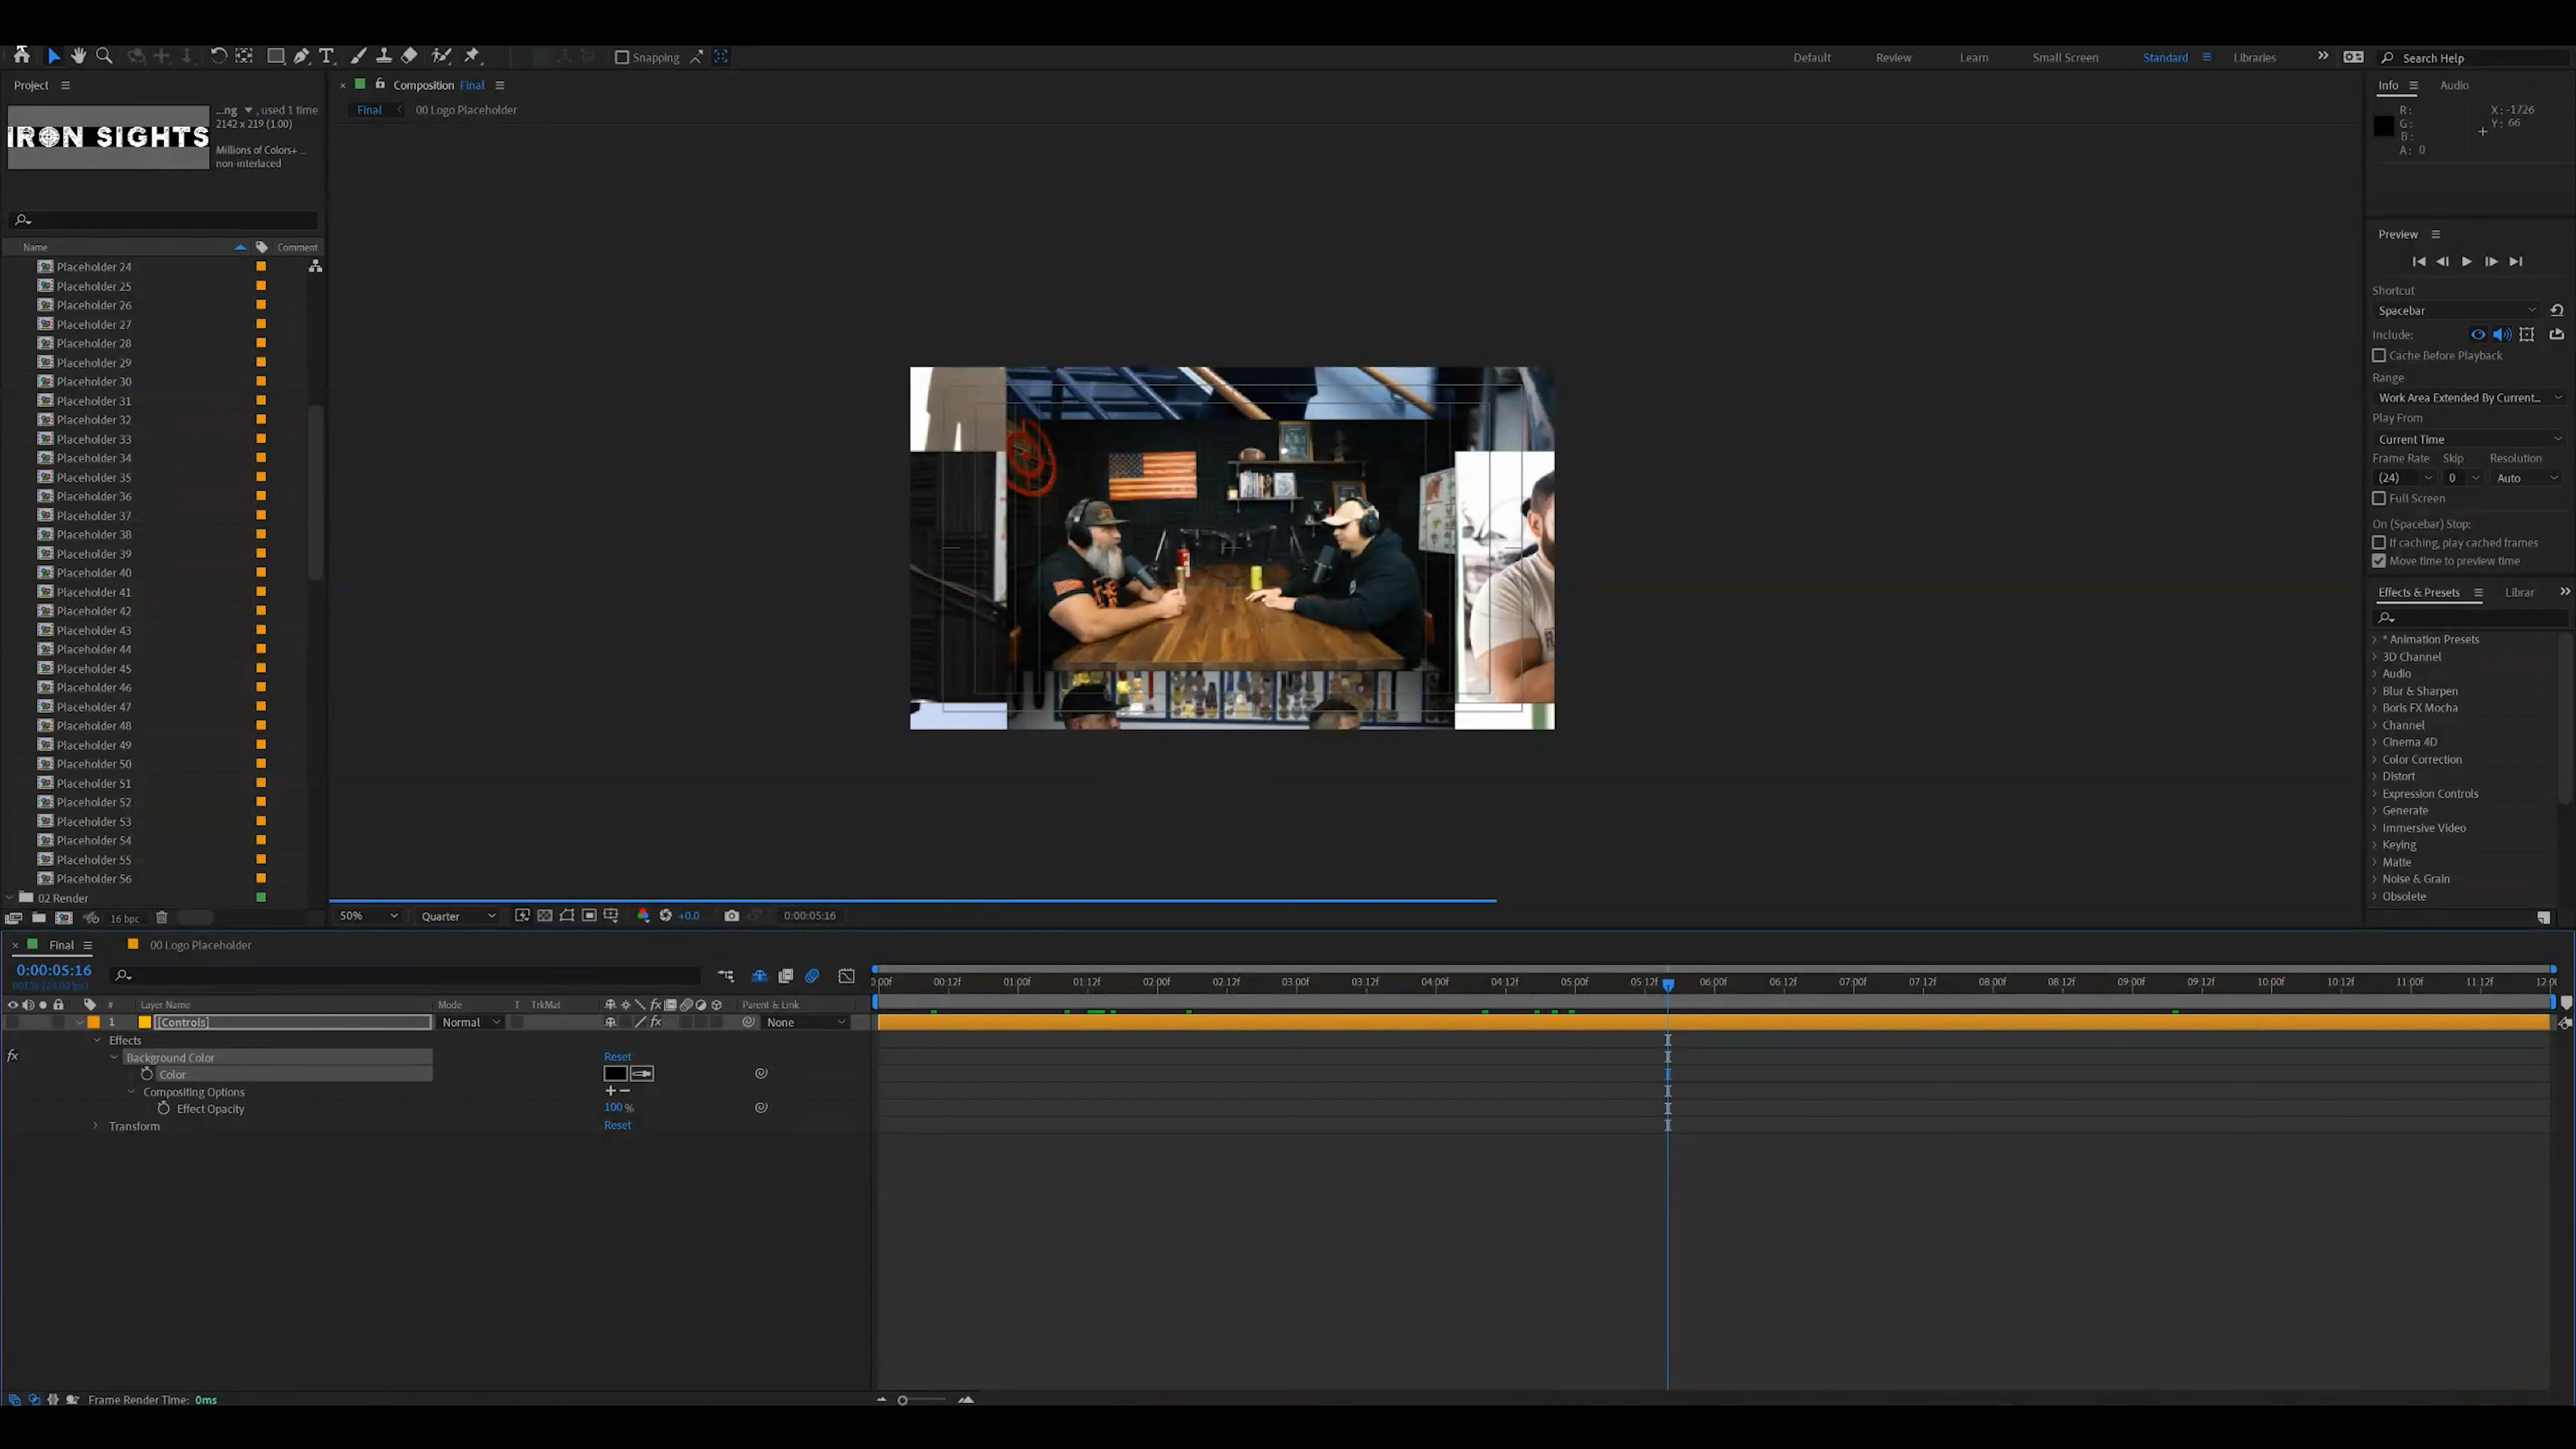 Snapping
Default
Review
Learn
Small Screen
Standard
Libraries
Search Help
Project
...ng , used 1 time
2142 x 219 (1.00)
Millions of Colors+ ...
non-interlaced
IRON SIGHTS
Name
Comment
Placeholder 24
Placeholder 25
Placeholder 26
Placeholder 27
Placeholder 28
Placeholder 29
Placeholder 30
Placeholder 31
Placeholder 32
Placeholder 33
Placeholder 34
Placeholder 35
Placeholder 36
Placeholder 37
Placeholder 38
Placeholder 39
Placeholder 40
Placeholder 41
Placeholder 42
Placeholder 43
Placeholder 44
Placeholder 45
Placeholder 46
Placeholder 47
Placeholder 48
Placeholder 49
Placeholder 50
Placeholder 51
Placeholder 52
Placeholder 53
Placeholder 54
Placeholder 55
Placeholder 56
02 Render
16 bpc
Composition Final
Final
00 Logo Placeholder
50%
Quarter
+0.0
0:00:05:16
Info
Audio
R:
G:
B:
A: 0
X: -1726
Y: 66
Preview
Shortcut
Spacebar
Include:
Cache Before Playback
Range
Work Area Extended By Current...
Play From
Current Time
Frame Rate Skip Resolution
(24) 0 Auto
Full Screen
On (Spacebar) Stop:
If caching, play cached frames
Move time to preview time
Effects & Presets
Librar
* Animation Presets
3D Channel
Audio
Blur & Sharpen
Boris FX Mocha
Channel
Cinema 4D
Color Correction
Distort
Expression Controls
Generate
Immersive Video
Keying
Matte
Noise & Grain
Obsolete
Final
00 Logo Placeholder
0:00:05:16
00136 (24.00 fps)
# Layer Name Mode T TrkMat Parent & Link
1 [Controls] Normal None
Effects
Background Color Reset
Color
Compositing Options + −
Effect Opacity 100 %
Transform Reset
0:00f 00:12f 01:00f 01:12f 02:00f 02:12f 03:00f 03:12f 04:00f 04:12f 05:00f 05:12f 06:00f 06:12f 07:00f 07:12f 08:00f 08:12f 09:00f 09:12f 10:00f 10:12f 11:00f 11:12f 12:00
Frame Render Time: 0ms